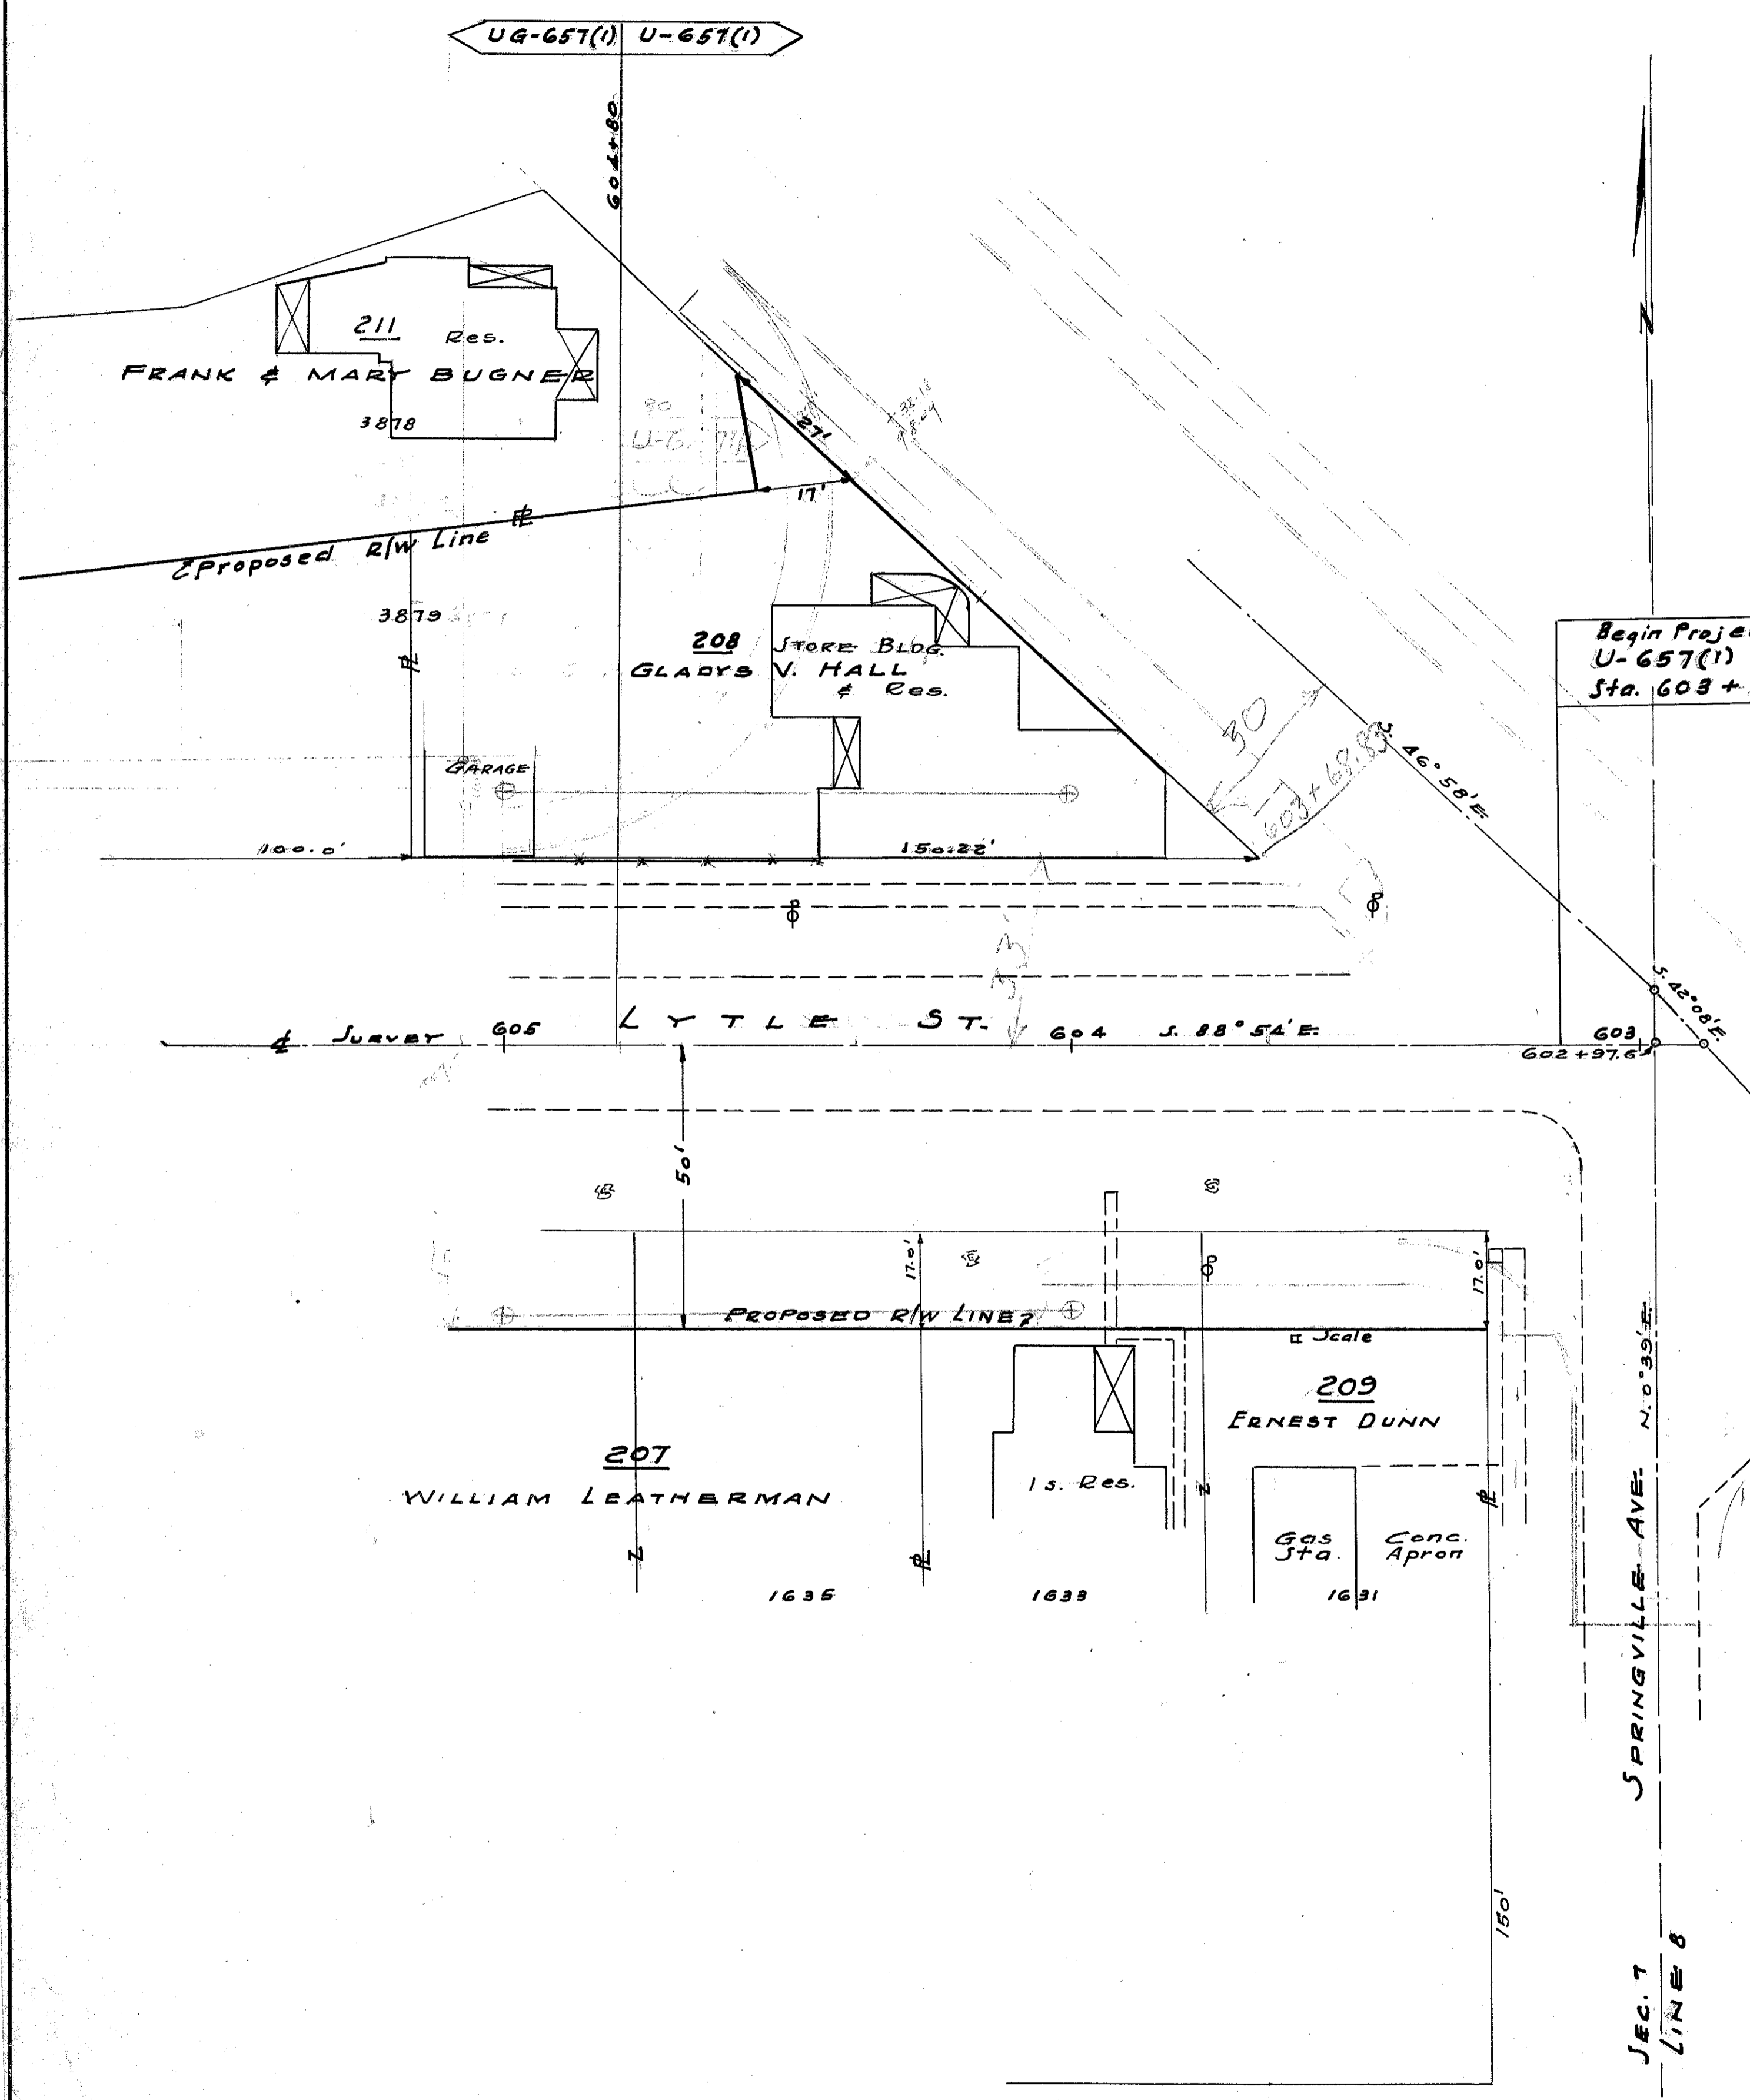 UG-657(1) U-657(1)
604+80
211 Res.
FRANK & MARY BUGNER
3878
27'
17'
Proposed R/W Line
3879
208 STORE BLDG.
GLADYS V. HALL
& Res.
GARAGE
100.0'
150.22'
30
603+68.83
S. 46° 58' E.
Begin Proje
U-657(1)
Sta. 603 +
33'
S. 42° 08' E.
SURVEY 605 LYTLE ST. 604 S. 88° 54' E. 603
602+97.6
50'
17.0'
17.0'
PROPOSED R/W LINE
Scale
209
ERNEST DUNN
207
WILLIAM LEATHERMAN
1 s. Res.
Gas
Sta.
Conc.
Apron
1635
1633
1631
SPRINGVILLE AVE. N. 0° 39' E.
150'
SEC. 7
LINE 8